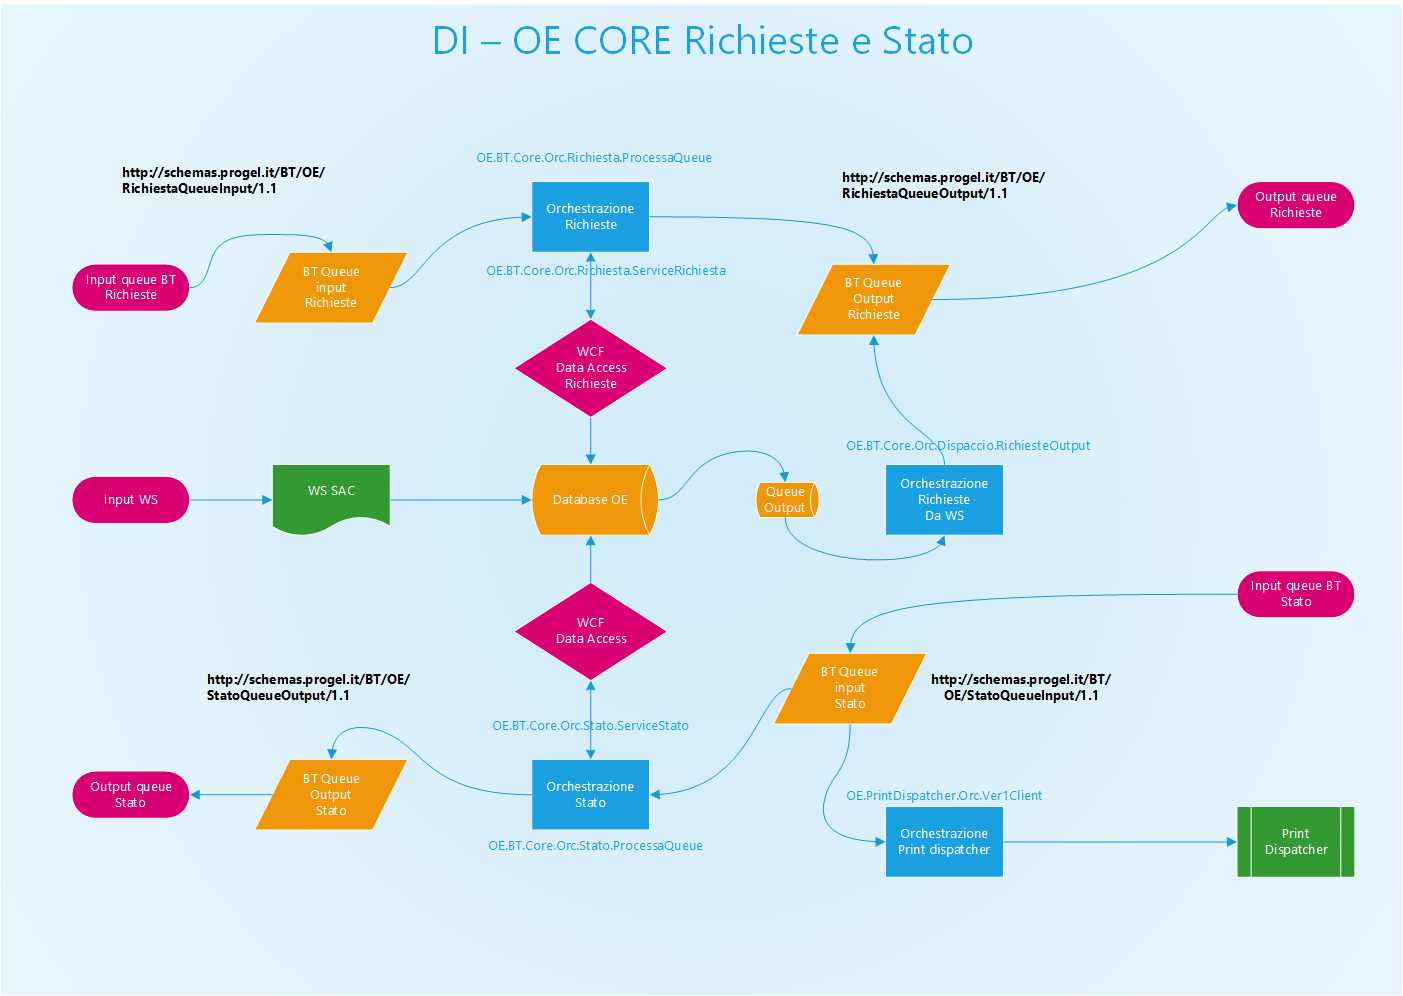 DI – OE CORE Richieste e Stato
OE.BT.Core.Orc.Richiesta.ProcessaQueue
http://schemas.progel.it/BT/OE/
RichiestaQueueInput/1.1
http://schemas.progel.it/BT/OE/
RichiestaQueueOutput/1.1
Orchestrazione
Richieste
Output queue
Richieste
Input queue BT
Richieste
BT Queue
input
Richieste
OE.BT.Core.Orc.Richiesta.ServiceRichiesta
BT Queue
Output
Richieste
WCF
Data Access
Richieste
OE.BT.Core.Orc.Dispaccio.RichiesteOutput
Input WS
WS SAC
Database OE
Queue
Output
Orchestrazione
Richieste
Da WS
Input queue BT
Stato
WCF
Data Access
http://schemas.progel.it/BT/OE/
StatoQueueOutput/1.1
BT Queue
input
Stato
http://schemas.progel.it/BT/
OE/StatoQueueInput/1.1
OE.BT.Core.Orc.Stato.ServiceStato
Output queue
Stato
BT Queue
Output
Stato
Orchestrazione
Stato
OE.PrintDispatcher.Orc.Ver1Client
OE.BT.Core.Orc.Stato.ProcessaQueue
Orchestrazione
Print dispatcher
Print
Dispatcher